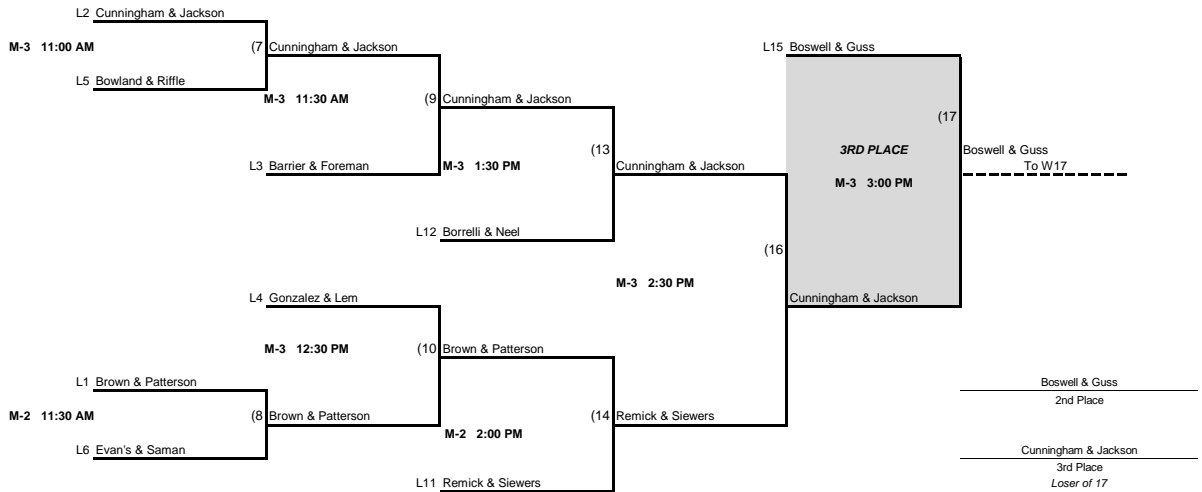 L2 Cunningham & Jackson
M-3 11:00 AM
(7 Cunningham & Jackson
L15 Boswell & Guss
L5 Bowland & Riffle
M-3 11:30 AM
(9 Cunningham & Jackson
(17
(13
3RD PLACE
Boswell & Guss
L3 Barrier & Foreman
M-3 1:30 PM
Cunningham & Jackson
To W17
M-3 3:00 PM
L12 Borrelli & Neel
(16
M-3 2:30 PM
L4 Gonzalez & Lem
Cunningham & Jackson
M-3 12:30 PM
(10 Brown & Patterson
L1 Brown & Patterson
Boswell & Guss
2nd Place
M-2 11:30 AM
(8 Brown & Patterson
(14 Remick & Siewers
M-2 2:00 PM
L6 Evan's & Saman
Cunningham & Jackson
3rd Place
L11 Remick & Siewers
Loser of 17